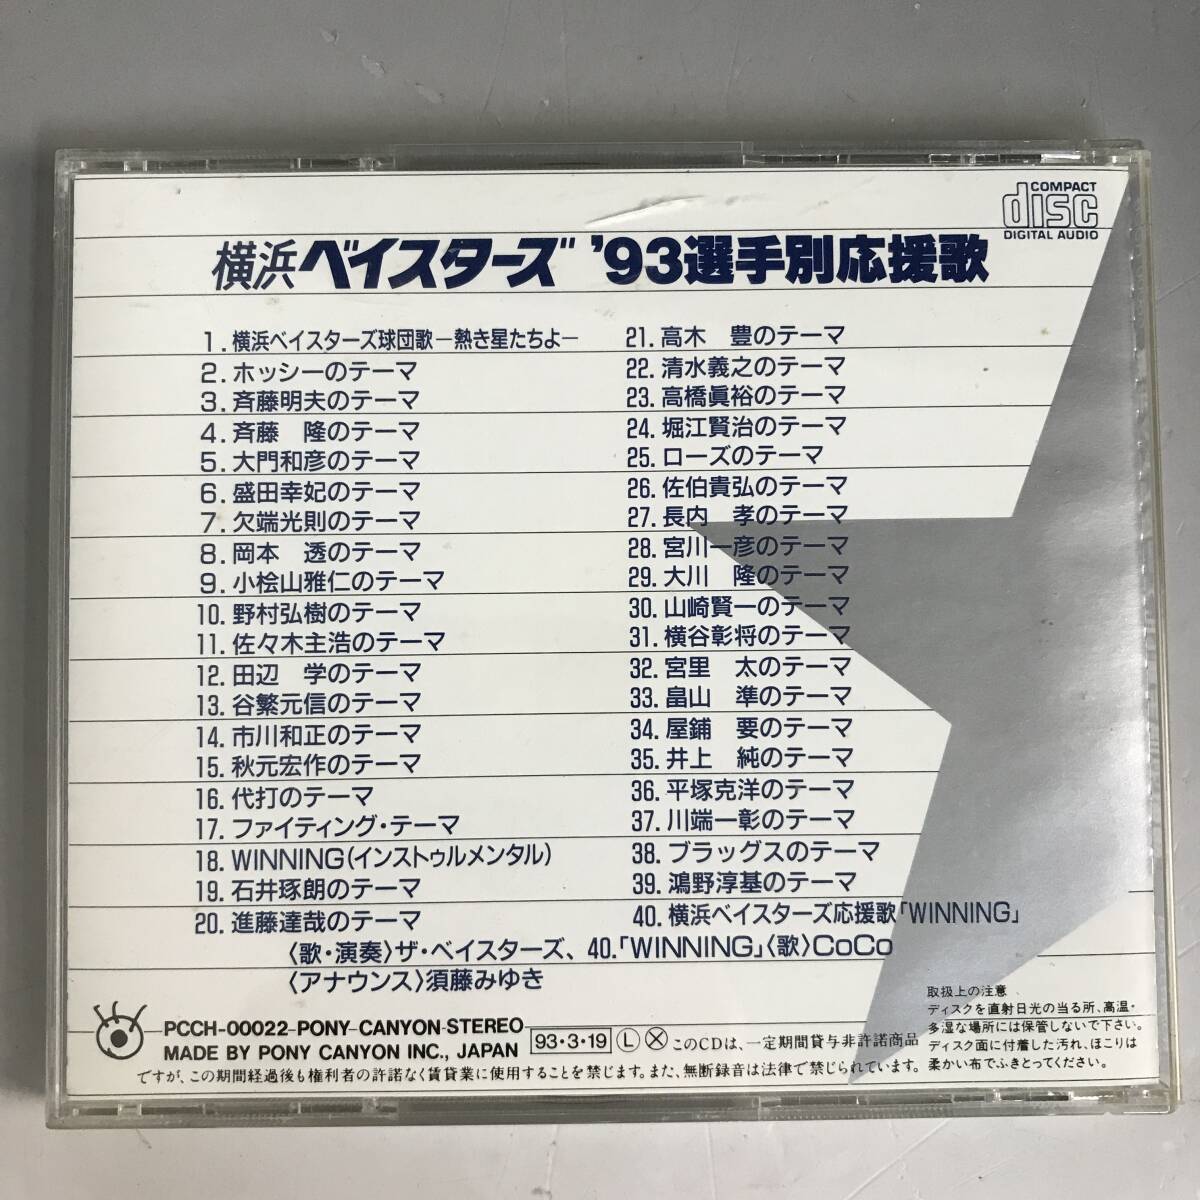 COMPACT
disc
DIGITAL AUDIO
横浜ベイスターズ '93選手別応援歌
1. 横浜ベイスターズ球団歌－熱き星たちよ－
2. ホッシーのテーマ
3. 斉藤明夫のテーマ
4. 斉藤　隆のテーマ
5. 大門和彦のテーマ
6. 盛田幸妃のテーマ
7. 欠端光則のテーマ
8. 岡本　透のテーマ
9. 小桧山雅仁のテーマ
10. 野村弘樹のテーマ
11. 佐々木主浩のテーマ
12. 田辺　学のテーマ
13. 谷繁元信のテーマ
14. 市川和正のテーマ
15. 秋元宏作のテーマ
16. 代打のテーマ
17. ファイティング・テーマ
18. WINNING(インストゥルメンタル)
19. 石井琢朗のテーマ
20. 進藤達哉のテーマ
21. 高木　豊のテーマ
22. 清水義之のテーマ
23. 高橋眞裕のテーマ
24. 堀江賢治のテーマ
25. ローズのテーマ
26. 佐伯貴弘のテーマ
27. 長内　孝のテーマ
28. 宮川一彦のテーマ
29. 大川　隆のテーマ
30. 山崎賢一のテーマ
31. 横谷彰将のテーマ
32. 宮里　太のテーマ
33. 畠山　準のテーマ
34. 屋鋪　要のテーマ
35. 井上　純のテーマ
36. 平塚克洋のテーマ
37. 川端一彰のテーマ
38. ブラッグスのテーマ
39. 鴻野淳基のテーマ
40. 横浜ベイスターズ応援歌「WINNING」
〈歌・演奏〉ザ・ベイスターズ、40.「WINNING」〈歌〉CoCo
〈アナウンス〉須藤みゆき
PCCH-00022 PONY CANYON STEREO
MADE BY PONY CANYON INC., JAPAN
93・3・19 Ⓛ Ⓧ このCDは、一定期間貸与非許諾商品
ですが、この期間経過後も権利者の許諾なく賃貸業に使用することを禁じます。また、無断録音は法律で禁じられています。
取扱上の注意
ディスクを直射日光の当る所、高温・
多湿な場所には保管しないで下さい。
ディスク面に付着した汚れ、ほこりは
柔かい布でふきとってください。